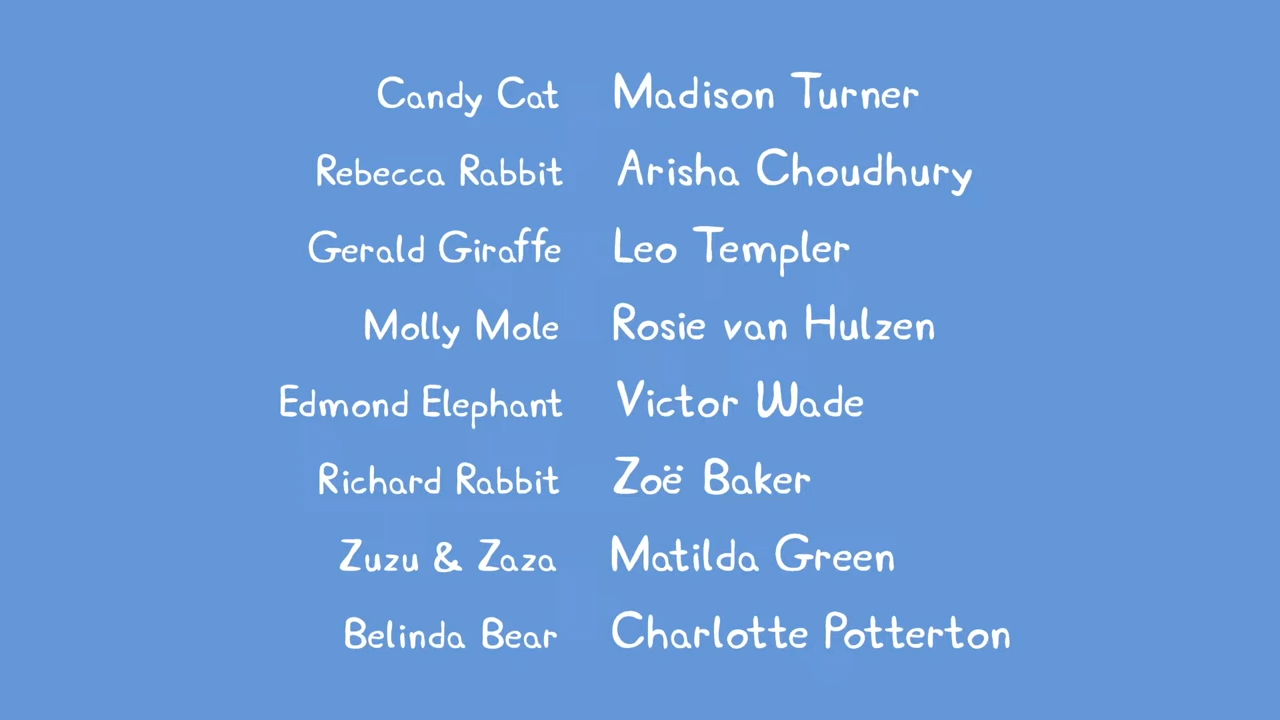 Candy Cat Madison Turner
Rebecca Rabbit Arisha Choudhury
Gerald Giraffe Leo Templer
Molly Mole Rosie van Hulzen
Edmond Elephant Victor Wade
Richard Rabbit Zoë Baker
Zuzu & Zaza Matilda Green
Belinda Bear Charlotte Potterton